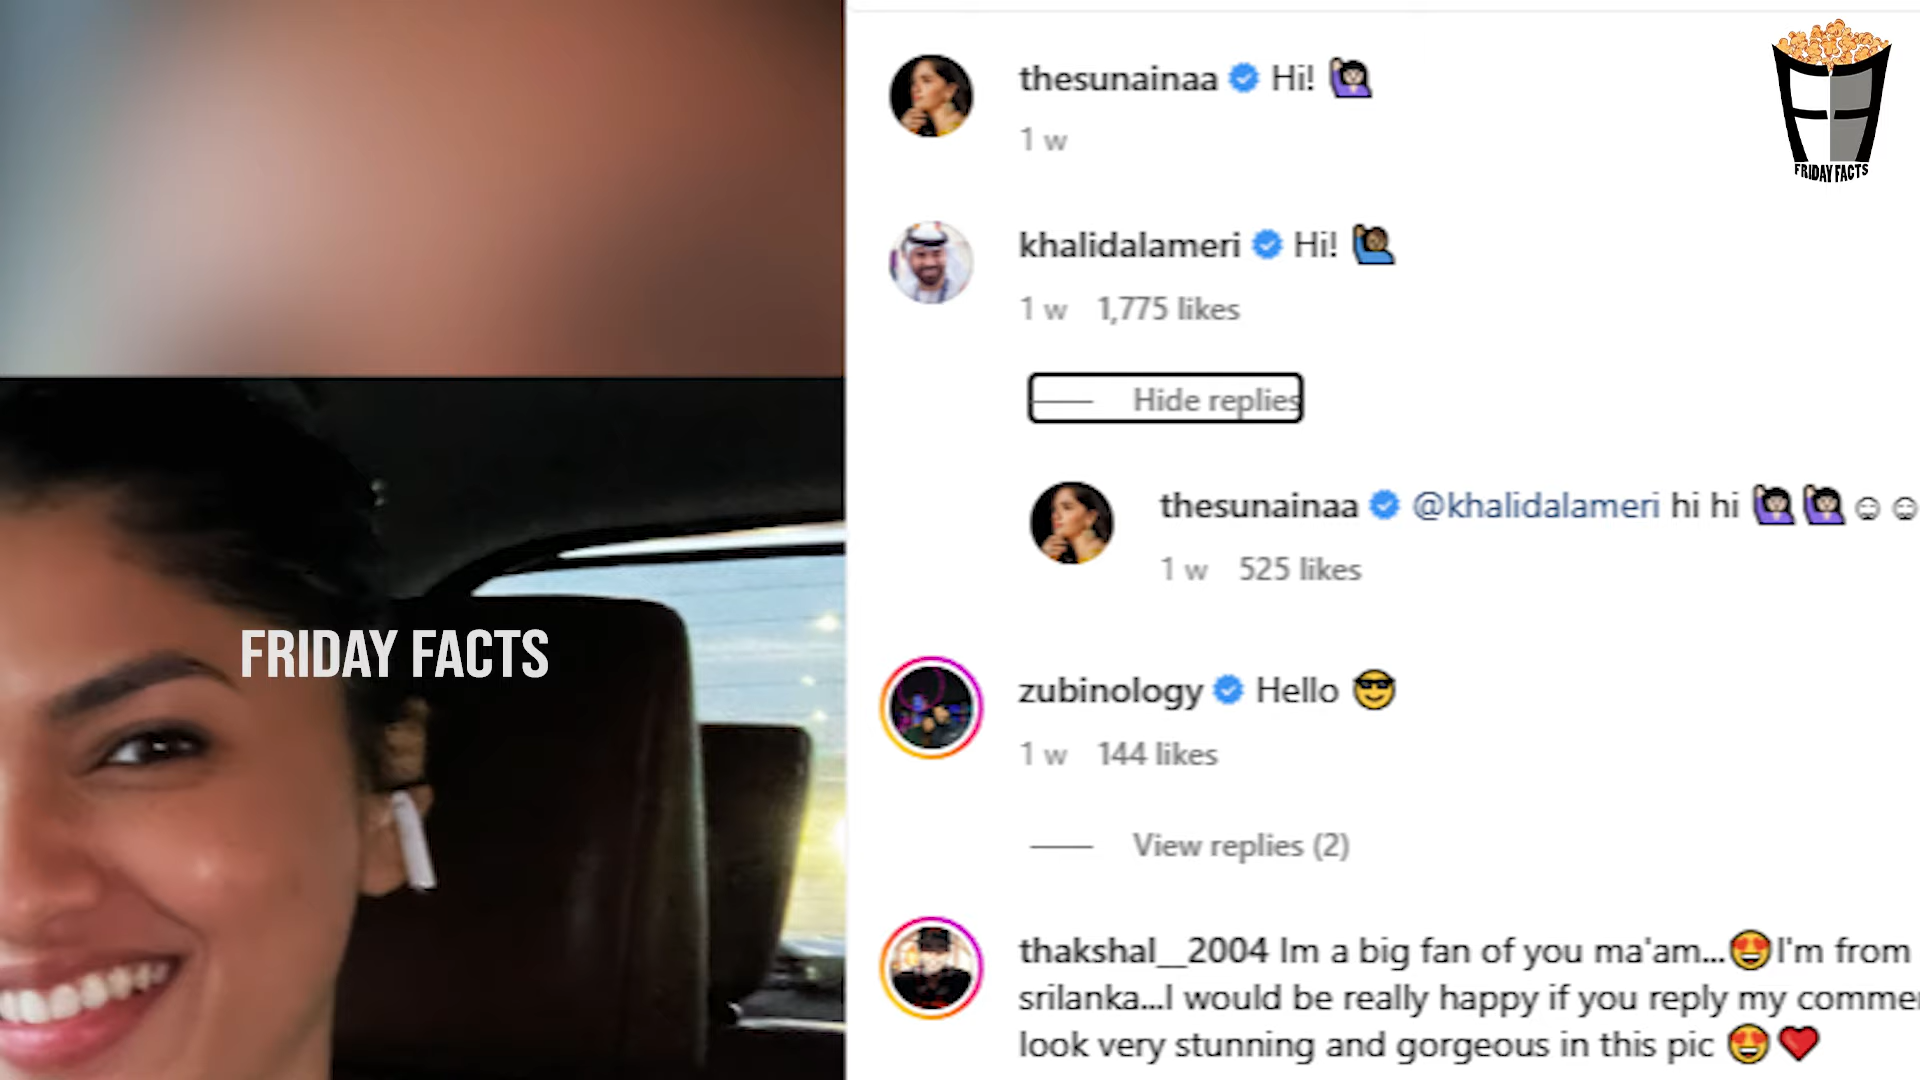 thesunainaa Hi! 🙋🏻‍♀️
1 w
FRIDAY FACTS
khalidalameri Hi! 🙋🏽‍♂️
1 w 1,775 likes
Hide replies
thesunainaa @khalidalameri hi hi 🙋🏻‍♀️🙋🏻‍♀️☺☺
1 w 525 likes
FRIDAY FACTS
zubinology Hello 😎
1 w 144 likes
View replies (2)
thakshal__2004 Im a big fan of you ma'am...😍I'm from
srilanka...I would be really happy if you reply my
look very stunning and gorgeous in this pic 😍❤️